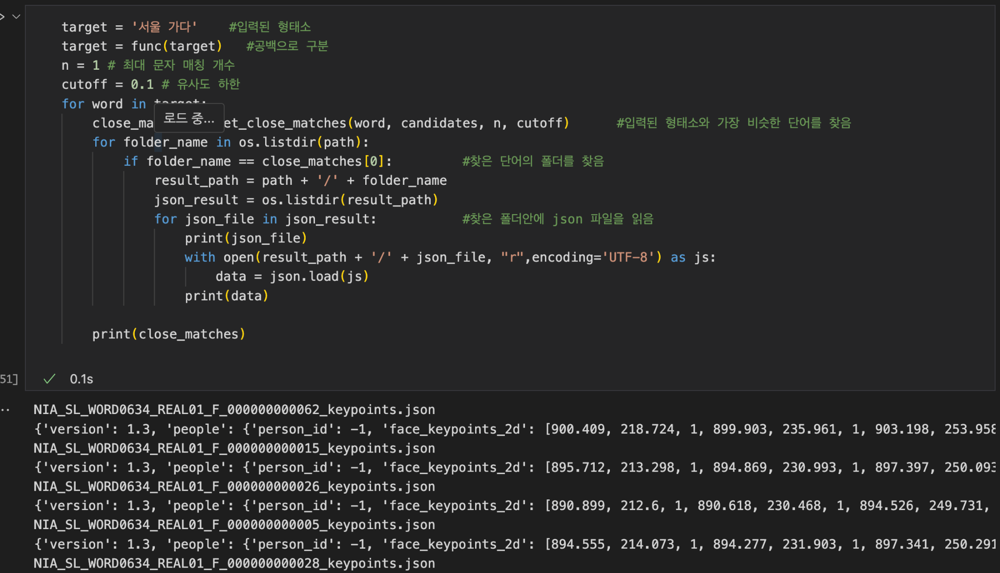 target = '서울 가다'    #입력된 형태소
target = func(target)   #공백으로 구분
n = 1 # 최대 문자 매칭 개수
cutoff = 0.1 # 유사도 하한
for word in target:
로드 중...
close_ma et_close_matches(word, candidates, n, cutoff)      #입력된 형태소와 가장 비슷한 단어를 찾음
for folder_name in os.listdir(path):
if folder_name == close_matches[0]:         #찾은 단어의 폴더를 찾음
result_path = path + '/' + folder_name
json_result = os.listdir(result_path)
for json_file in json_result:           #찾은 폴더안에 json 파일을 읽음
print(json_file)
with open(result_path + '/' + json_file, "r",encoding='UTF-8') as js:
data = json.load(js)
print(data)
print(close_matches)
51] 0.1s
NIA_SL_WORD0634_REAL01_F_000000000062_keypoints.json
{'version': 1.3, 'people': {'person_id': -1, 'face_keypoints_2d': [900.409, 218.724, 1, 899.903, 235.961, 1, 903.198, 253.958
NIA_SL_WORD0634_REAL01_F_000000000015_keypoints.json
{'version': 1.3, 'people': {'person_id': -1, 'face_keypoints_2d': [895.712, 213.298, 1, 894.869, 230.993, 1, 897.397, 250.093
NIA_SL_WORD0634_REAL01_F_000000000026_keypoints.json
{'version': 1.3, 'people': {'person_id': -1, 'face_keypoints_2d': [890.899, 212.6, 1, 890.618, 230.468, 1, 894.526, 249.731,
NIA_SL_WORD0634_REAL01_F_000000000005_keypoints.json
{'version': 1.3, 'people': {'person_id': -1, 'face_keypoints_2d': [894.555, 214.073, 1, 894.277, 231.903, 1, 897.341, 250.291
NIA_SL_WORD0634_REAL01_F_000000000028_keypoints.json